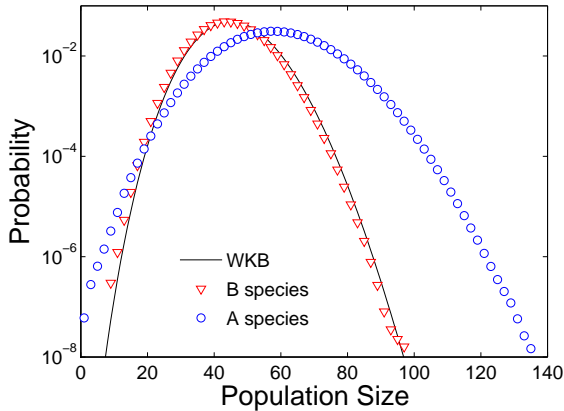 Probability
10^-2
10^-4
10^-6
10^-8
WKB
B species
A species
0 20 40 60 80 100 120 140
Population Size